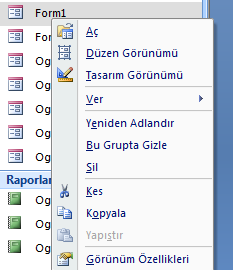 Form1
For
Og
Og
Og
Og
Og
Raporlar
Og
Og
Og
Aç
Düzen Görünümü
Tasarım Görünümü
Ver
Yeniden Adlandır
Bu Grupta Gizle
Sil
Kes
Kopyala
Yapıştır
Görünüm Özellikleri